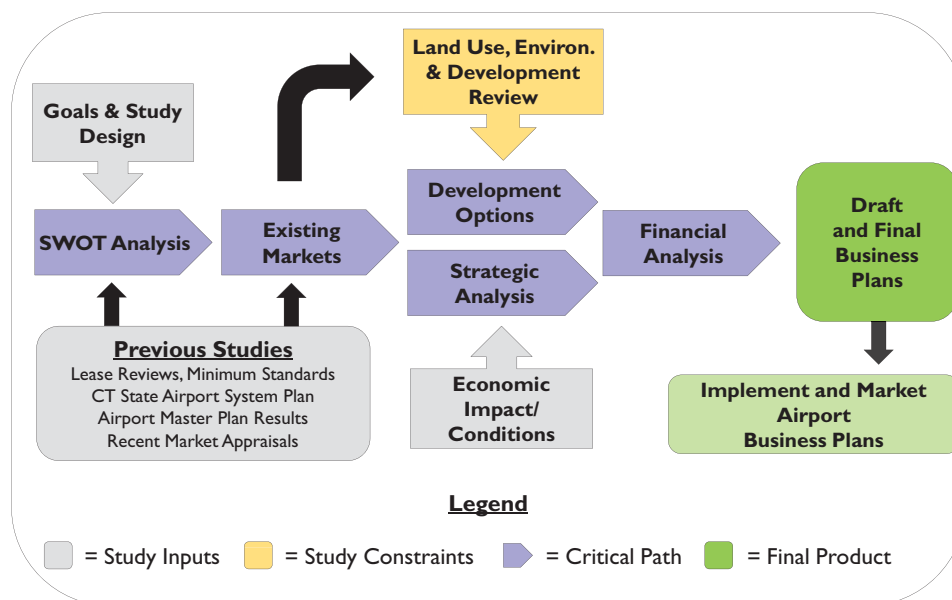 Land Use, Environ.
& Development
Review
Goals & Study
Design
SWOT Analysis
Existing
Markets
Development
Options
Strategic
Analysis
Financial
Analysis
Draft
and Final
Business
Plans
Previous Studies
Lease Reviews, Minimum Standards
CT State Airport System Plan
Airport Master Plan Results
Recent Market Appraisals
Economic
Impact/
Conditions
Implement and Market
Airport
Business Plans
Legend
= Study Inputs
= Study Constraints
= Critical Path
= Final Product